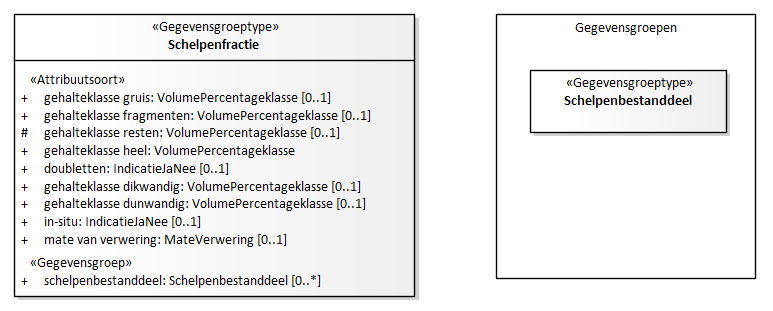 «Gegevensgroeptype»
Schelpenfractie
«Attribuutsoort»
+ gehalteklasse gruis: VolumePercentageklasse [0..1]
+ gehalteklasse fragmenten: VolumePercentageklasse [0..1]
# gehalteklasse resten: VolumePercentageklasse [0..1]
+ gehalteklasse heel: VolumePercentageklasse
+ doubletten: IndicatieJaNee [0..1]
+ gehalteklasse dikwandig: VolumePercentageklasse [0..1]
+ gehalteklasse dunwandig: VolumePercentageklasse [0..1]
+ in-situ: IndicatieJaNee [0..1]
+ mate van verwering: MateVerwering [0..1]
«Gegevensgroep»
+ schelpenbestanddeel: Schelpenbestanddeel [0..*]
Gegevensgroepen
«Gegevensgroeptype»
Schelpenbestanddeel